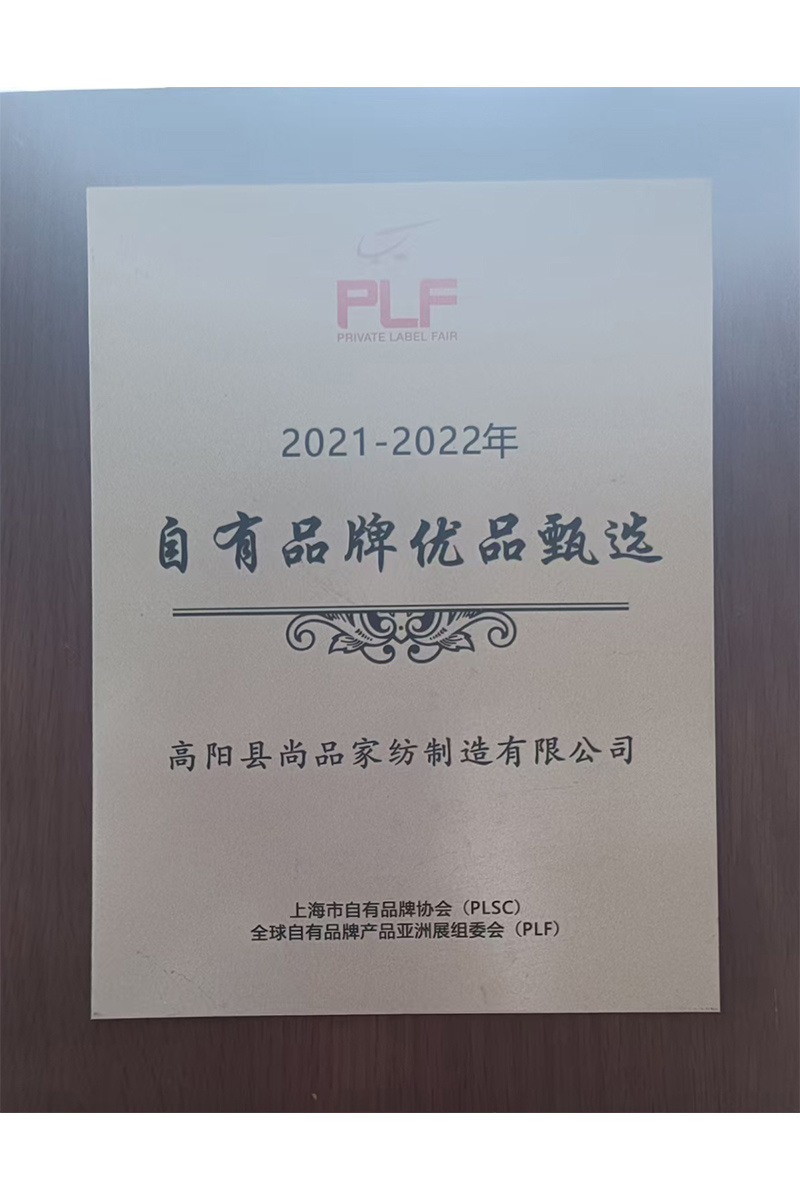 PLF
PRIVATE LABEL FAIR
2021-2022年
自有品牌优品甄选
高阳县尚品家纺制造有限公司
上海市自有品牌协会（PLSC）
全球自有品牌产品亚洲展组委会（PLF）